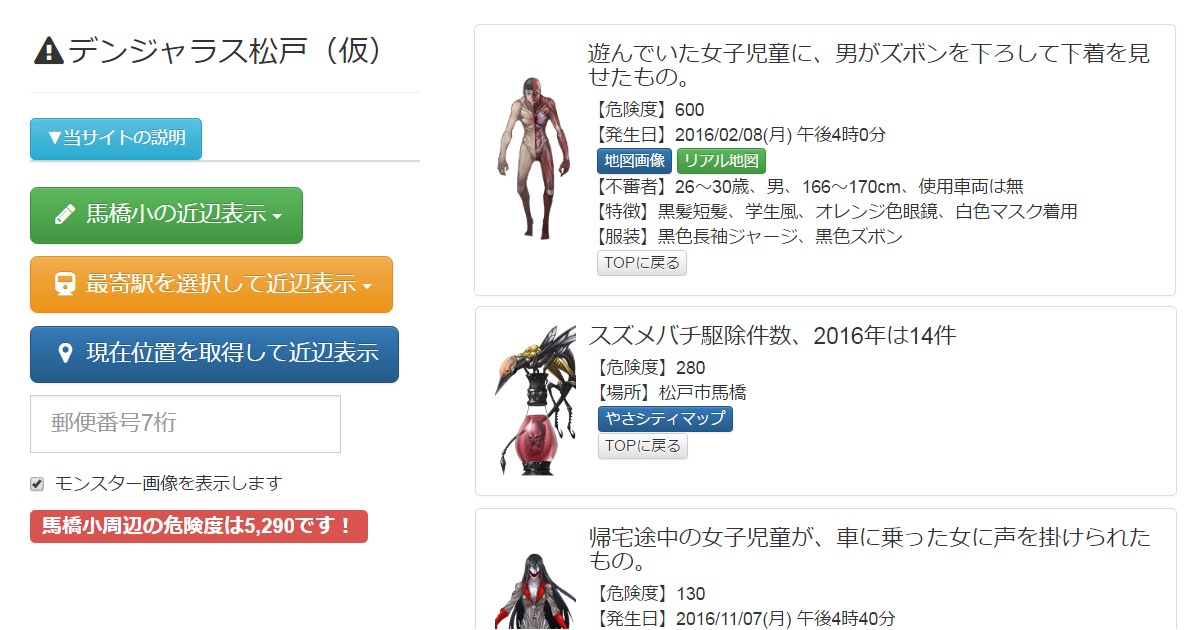 デンジャラス松戸（仮）
▼当サイトの説明
馬橋小の近辺表示
最寄駅を選択して近辺表示
現在位置を取得して近辺表示
郵便番号7桁
モンスター画像を表示します
馬橋小周辺の危険度は5,290です！
遊んでいた女子児童に、男がズボンを下ろして下着を見
せたもの。
【危険度】600
【発生日】2016/02/08(月) 午後4時0分
地図画像 リアル地図
【不審者】26～30歳、男、166～170cm、使用車両は無
【特徴】黒髪短髪、学生風、オレンジ色眼鏡、白色マスク着用
【服装】黒色長袖ジャージ、黒色ズボン
TOPに戻る
スズメバチ駆除件数、2016年は14件
【危険度】280
【場所】松戸市馬橋
やさシティマップ
TOPに戻る
帰宅途中の女子児童が、車に乗った女に声を掛けられた
もの。
【危険度】130
【発生日】2016/11/07(月) 午後4時40分